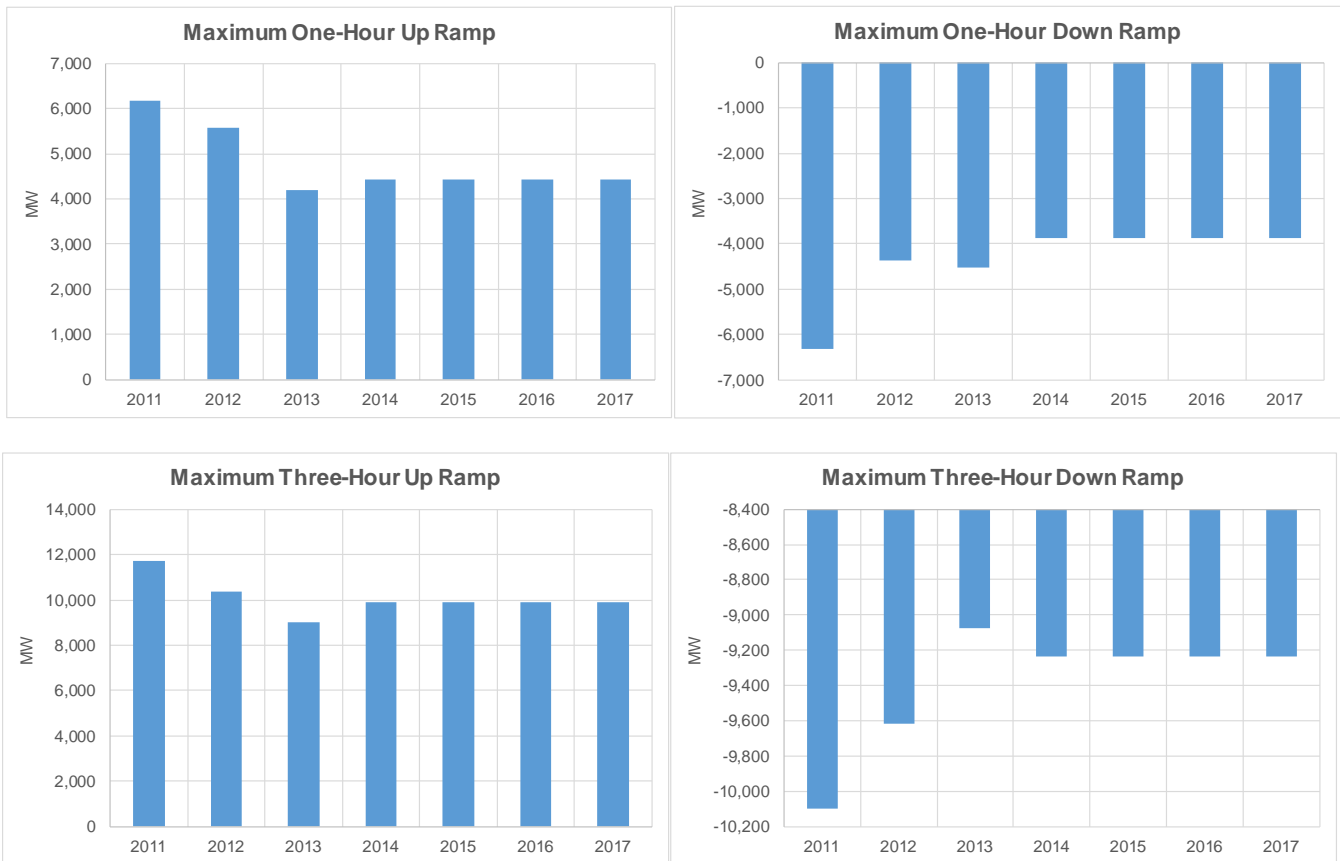 Maximum One-Hour Up Ramp
7,000
6,000
5,000
4,000
3,000
2,000
1,000
0
MW
2011 2012 2013 2014 2015 2016 2017
Maximum One-Hour Down Ramp
0
-1,000
-2,000
-3,000
-4,000
-5,000
-6,000
-7,000
MW
2011 2012 2013 2014 2015 2016 2017
Maximum Three-Hour Up Ramp
14,000
12,000
10,000
8,000
6,000
4,000
2,000
0
MW
2011 2012 2013 2014 2015 2016 2017
Maximum Three-Hour Down Ramp
-8,400
-8,600
-8,800
-9,000
-9,200
-9,400
-9,600
-9,800
-10,000
-10,200
MW
2011 2012 2013 2014 2015 2016 2017